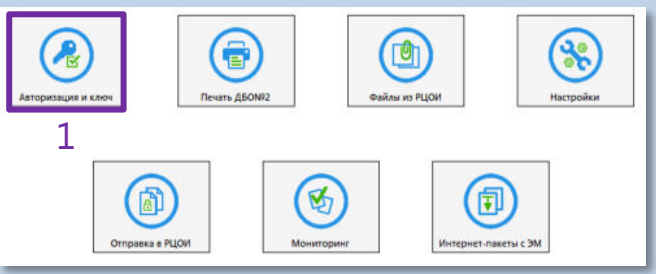 Авторизация и ключ
Печать ДБО№2
Файлы из РЦОИ
Настройки
1
Отправка в РЦОИ
Мониторинг
Интернет-пакеты с ЭМ